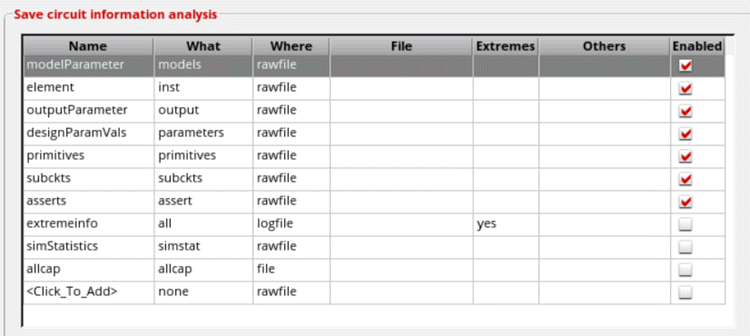 Save circuit information analysis
Name What Where File Extremes Others Enabled
modelParameter models rawfile
element inst rawfile
outputParameter output rawfile
designParamVals parameters rawfile
primitives primitives rawfile
subckts subckts rawfile
asserts assert rawfile
extremeinfo all logfile yes
simStatistics simstat rawfile
allcap allcap file
<Click_To_Add> none rawfile